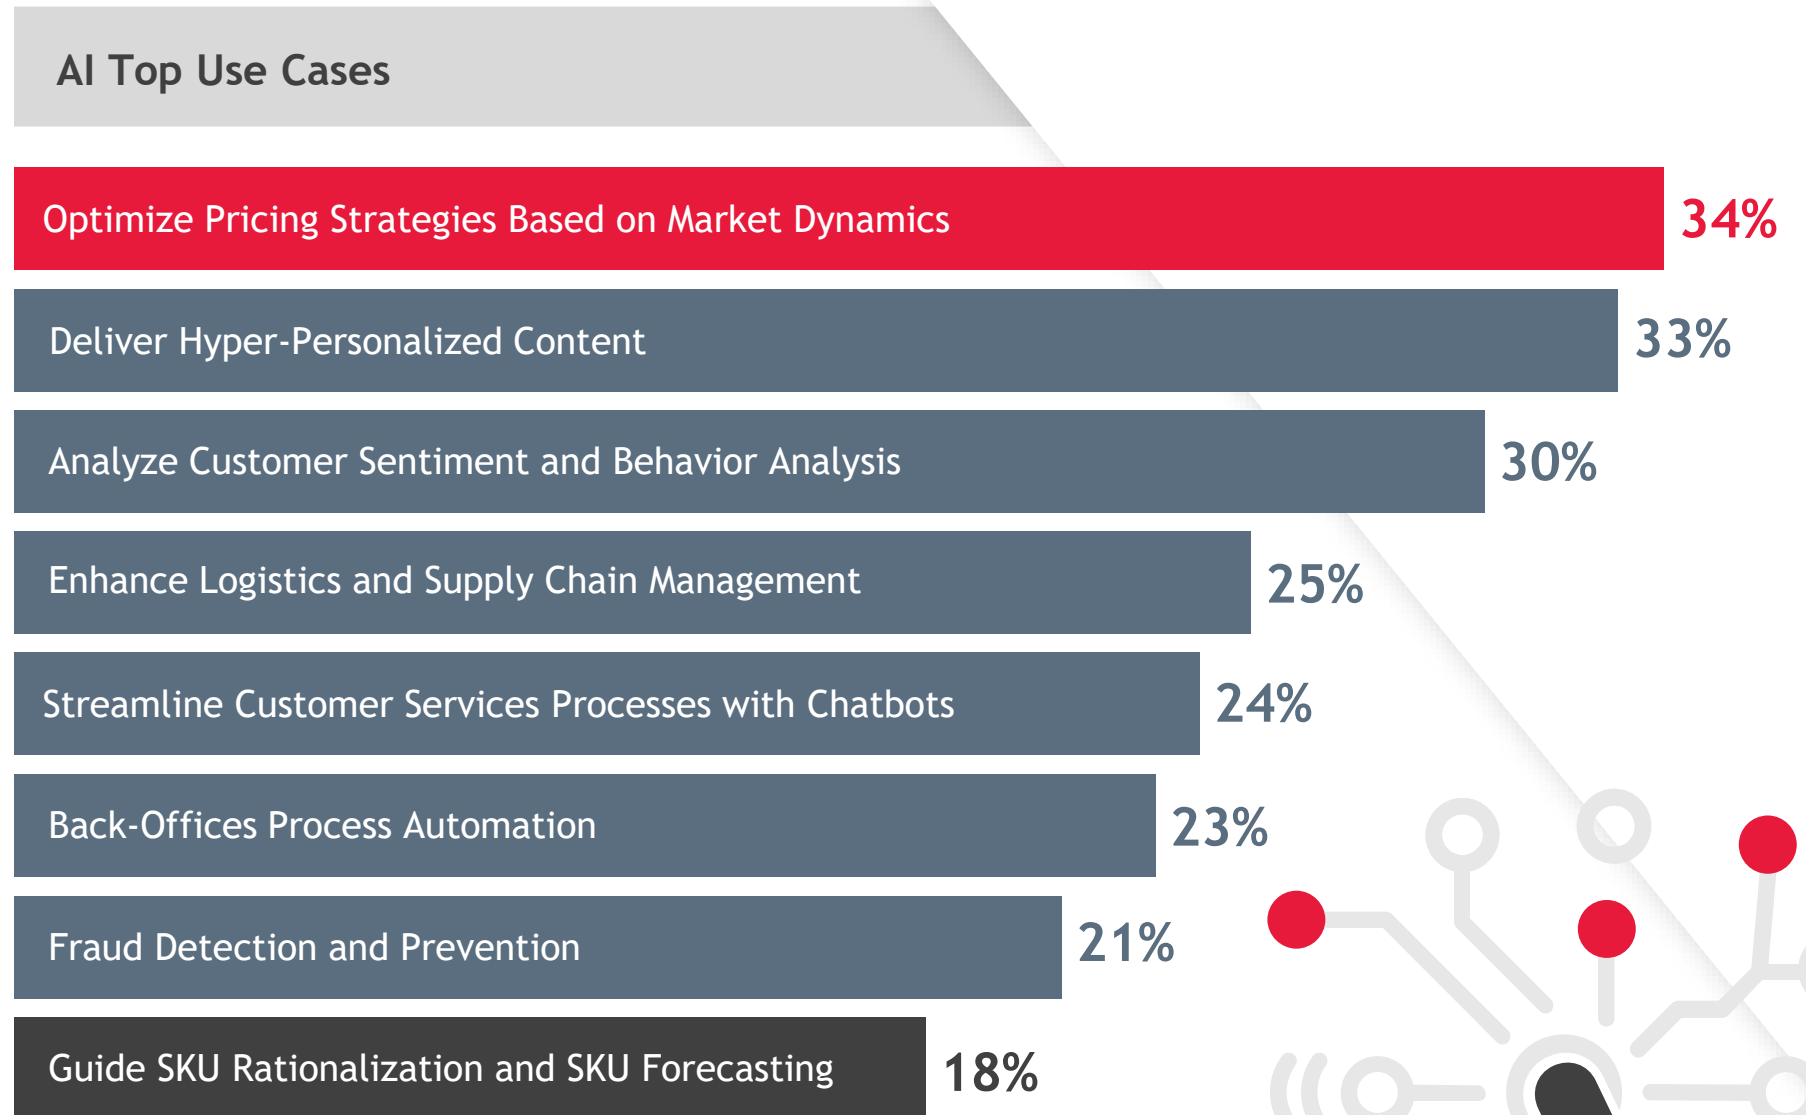 AI Top Use Cases
Optimize Pricing Strategies Based on Market Dynamics 34%
Deliver Hyper-Personalized Content 33%
Analyze Customer Sentiment and Behavior Analysis 30%
Enhance Logistics and Supply Chain Management 25%
Streamline Customer Services Processes with Chatbots 24%
Back-Offices Process Automation 23%
Fraud Detection and Prevention 21%
Guide SKU Rationalization and SKU Forecasting 18%